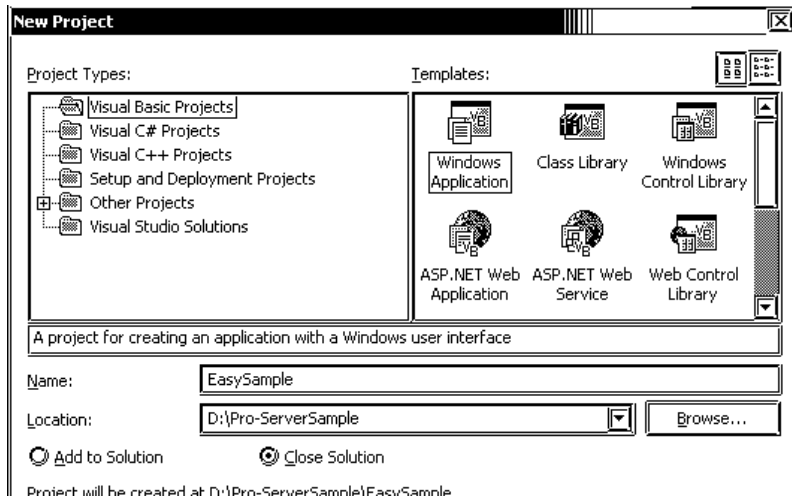 New Project
Project Types:
Templates:
Visual Basic Projects
Visual C# Projects
Visual C++ Projects
Setup and Deployment Projects
Other Projects
Visual Studio Solutions
Windows Application
Class Library
Windows Control Library
ASP.NET Web Application
ASP.NET Web Service
Web Control Library
A project for creating an application with a Windows user interface
Name:
EasySample
Location:
D:\Pro-ServerSample
Browse...
Add to Solution
Close Solution
Project will be created at D:\Pro-ServerSample\EasySample